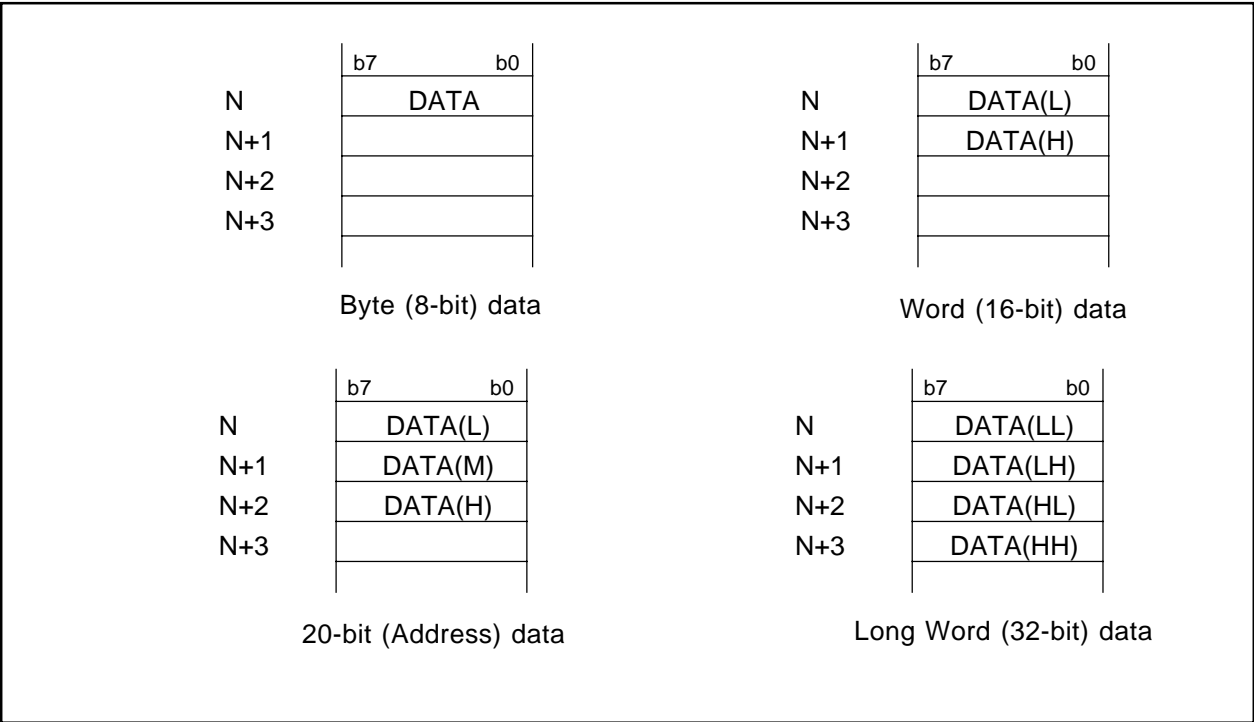 b7 b0
N DATA
N+1
N+2
N+3
Byte (8-bit) data
b7 b0
N DATA(L)
N+1 DATA(H)
N+2
N+3
Word (16-bit) data
b7 b0
N DATA(L)
N+1 DATA(M)
N+2 DATA(H)
N+3
20-bit (Address) data
b7 b0
N DATA(LL)
N+1 DATA(LH)
N+2 DATA(HL)
N+3 DATA(HH)
Long Word (32-bit) data